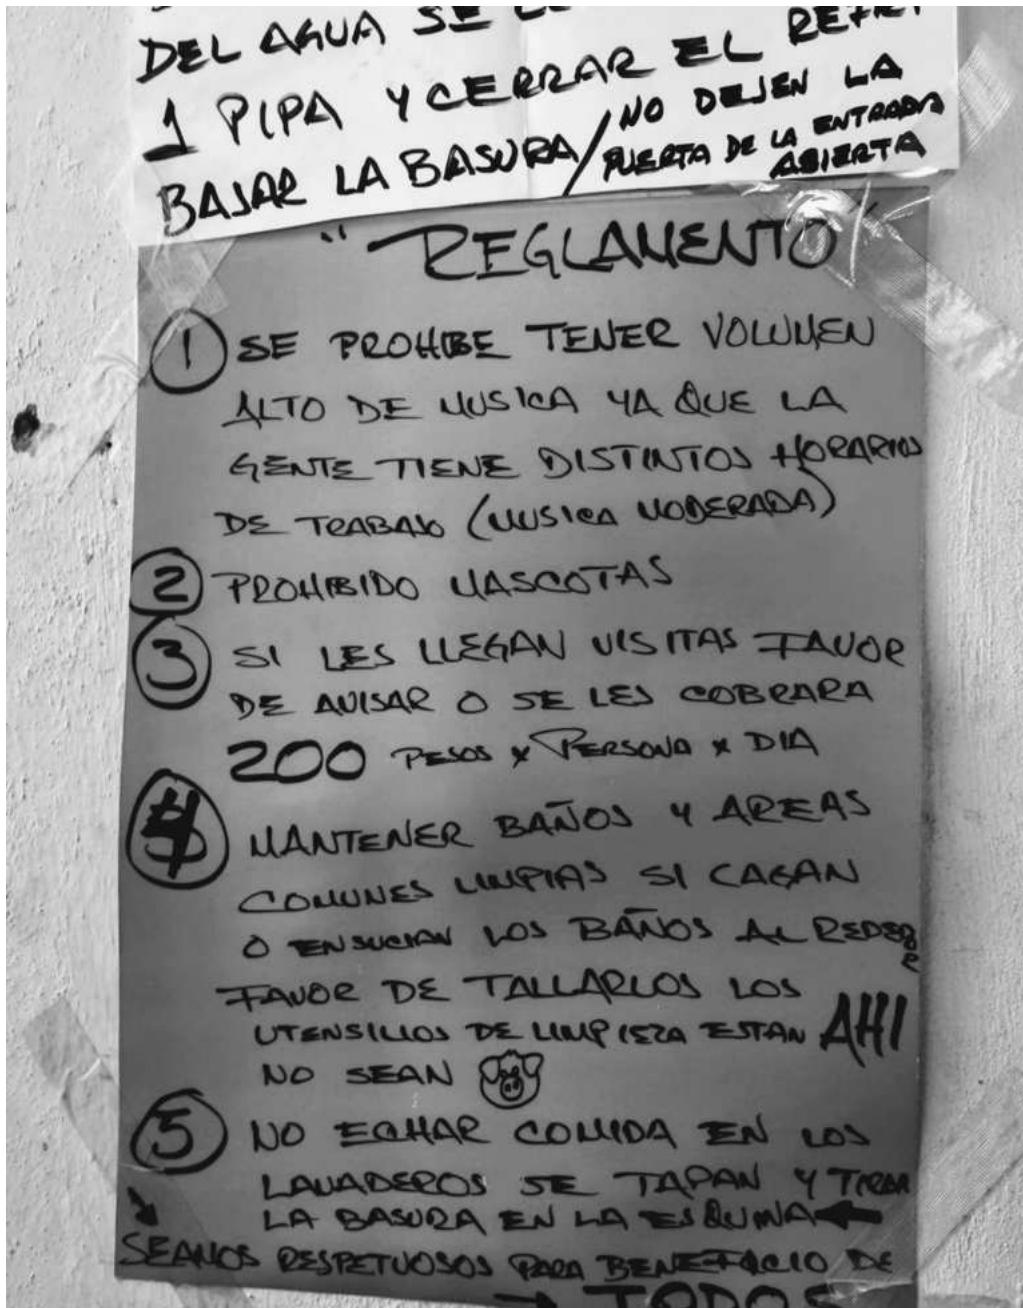 DEL AGUA SE
1 PIPA Y CERRAR EL
BAJAR LA BASURA / NO DEJEN LA
PUERTA DE LA ENTRADA
ABIERTA
"REGLAMENTO"
1 SE PROHIBE TENER VOLUMEN
ALTO DE MUSICA YA QUE LA
GENTE TIENE DISTINTOS HORARIOS
DE TRABAJO (MUSICA MODERADA)
2 PROHIBIDO MASCOTAS
3 SI LES LLEGAN VISITAS FAVOR
DE AVISAR O SE LES COBRARA
200 PESOS x PERSONA x DIA
4 MANTENER BAÑOS Y AREAS
COMUNES LIMPIAS SI CAGAN
O ENSUCIAN LOS BAÑOS AL REDEDOR
FAVOR DE TALLARLOS LOS
UTENSILIOS DE LIMPIEZA ESTAN AHI
NO SEAN
5 NO ECHAR COMIDA EN LOS
LAVADEROS SE TAPAN Y TIRAR
LA BASURA EN LA ESQUINA
SEAMOS RESPETUOSOS PARA BENEFICIO DE
TODOS